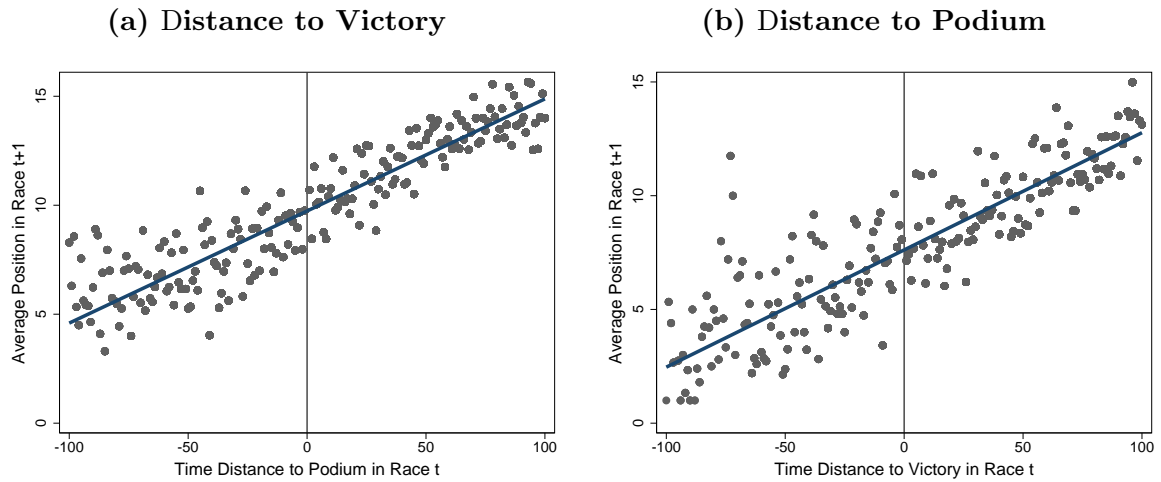 (a) Distance to Victory
(b) Distance to Podium
Average Position in Race t+1
15
10
5
0
-100 -50 0 50 100
Time Distance to Podium in Race t
Average Position in Race t+1
15
10
5
0
-100 -50 0 50 100
Time Distance to Victory in Race t